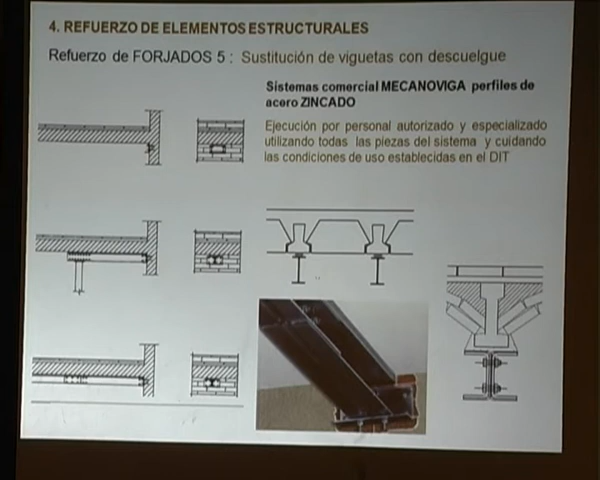 4. REFUERZO DE ELEMENTOS ESTRUCTURALES
Refuerzo de FORJADOS 5 : Sustitución de viguetas con descuelgue
Sistemas comercial MECANOVIGA perfiles de
acero ZINCADO
Ejecución por personal autorizado y especializado
utilizando todas las piezas del sistema y cuidando
las condiciones de uso establecidas en el DIT